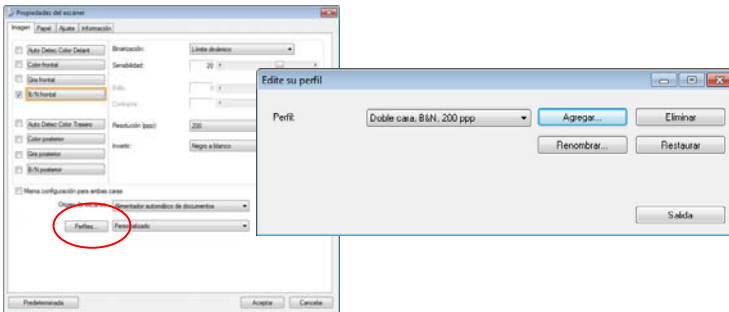 Propiedades del escáner
Imagen Papel Ajuste Información
Auto Detec Color Delant
Color frontal
Gris frontal
B/N frontal
Auto Detec Color Trasero
Color posterior
Gris posterior
B/N posterior
Binarización: Límite dinámico
Sensibilidad: 20
Brillo:
Contraste
Resolución (ppp): 200
Invertir: Negro a blanco
Misma configuración para ambas caras
Alimentador automático de documentos
Perfiles... Personalizado
Predeterminada Aceptar Cancelar
Edite su perfil
Perfil: Doble cara, B&N, 200 ppp Agregar... Eliminar
Renombrar... Restaurar
Salida